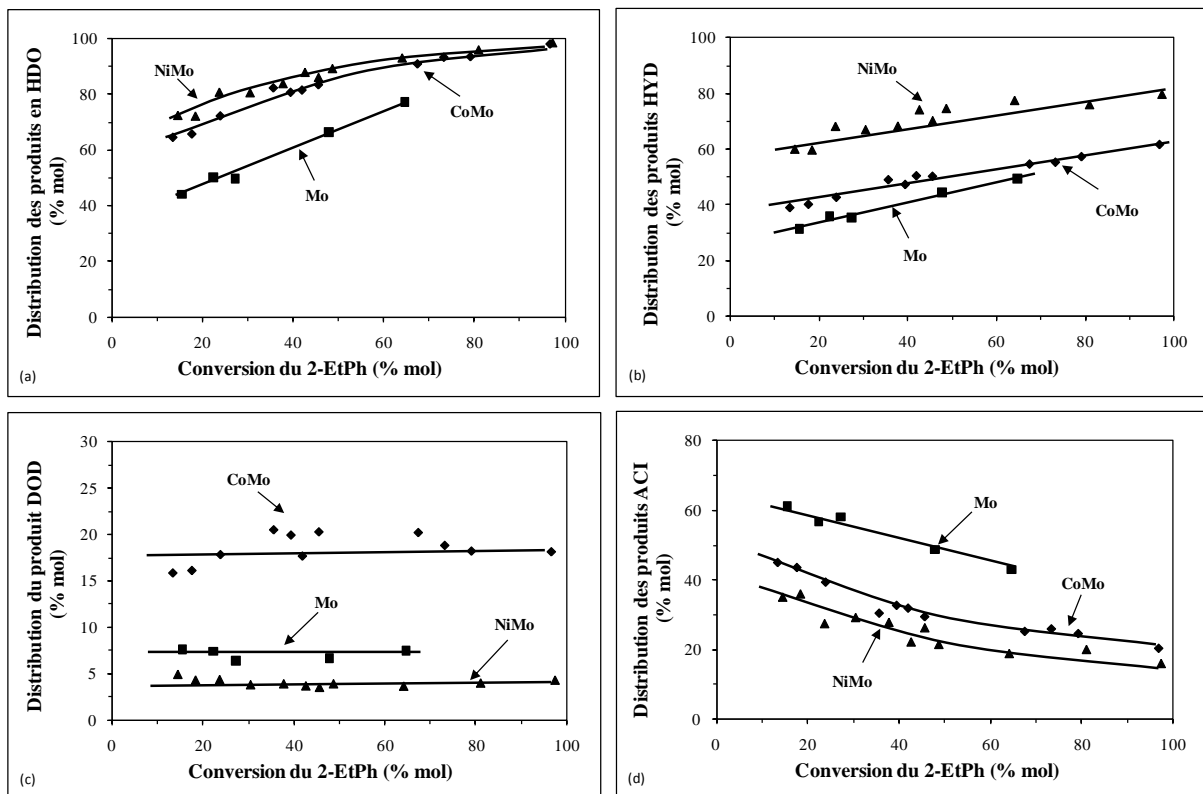 Distribution des produits en HDO
(% mol)
100
80
60
40
20
0
NiMo
CoMo
Mo
0 20 40 60 80 100
Conversion du 2-EtPh (% mol)
(a)
Distribution des produits HYD
(% mol)
100
80
60
40
20
0
NiMo
CoMo
Mo
0 20 40 60 80 100
Conversion du 2-EtPh (% mol)
(b)
Distribution du produit DOD
(% mol)
30
25
20
15
10
5
0
CoMo
Mo
NiMo
0 20 40 60 80 100
Conversion du 2-EtPh (% mol)
(c)
Distribution des produits ACI
(% mol)
80
60
40
20
0
Mo
CoMo
NiMo
0 20 40 60 80 100
Conversion du 2-EtPh (% mol)
(d)